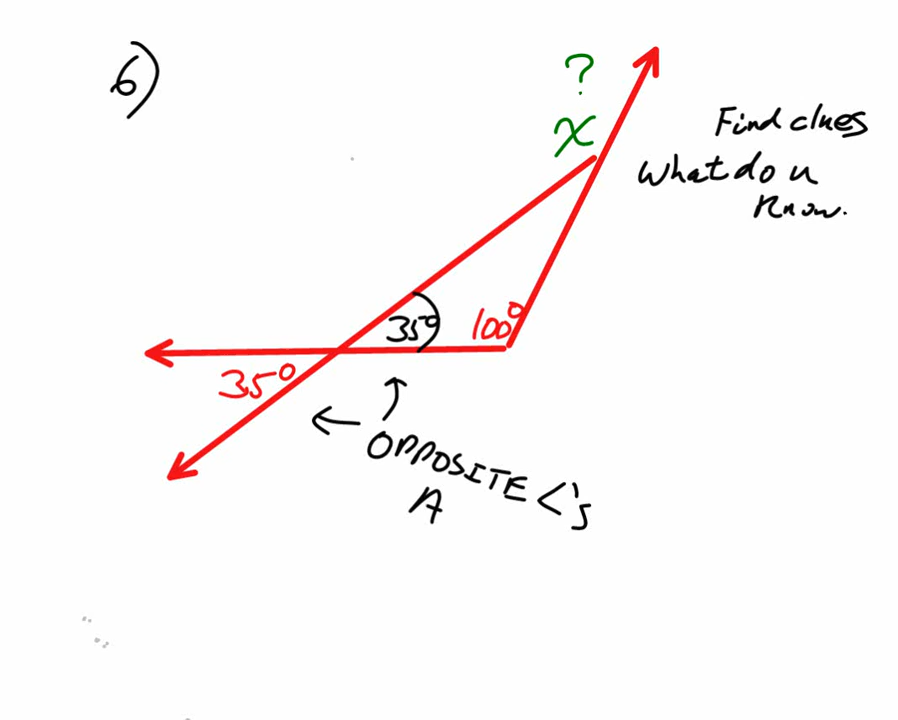 6)
?
x
Find clues
What do u
Know.
35°
100°
35°
OPPOSITE <'s
A